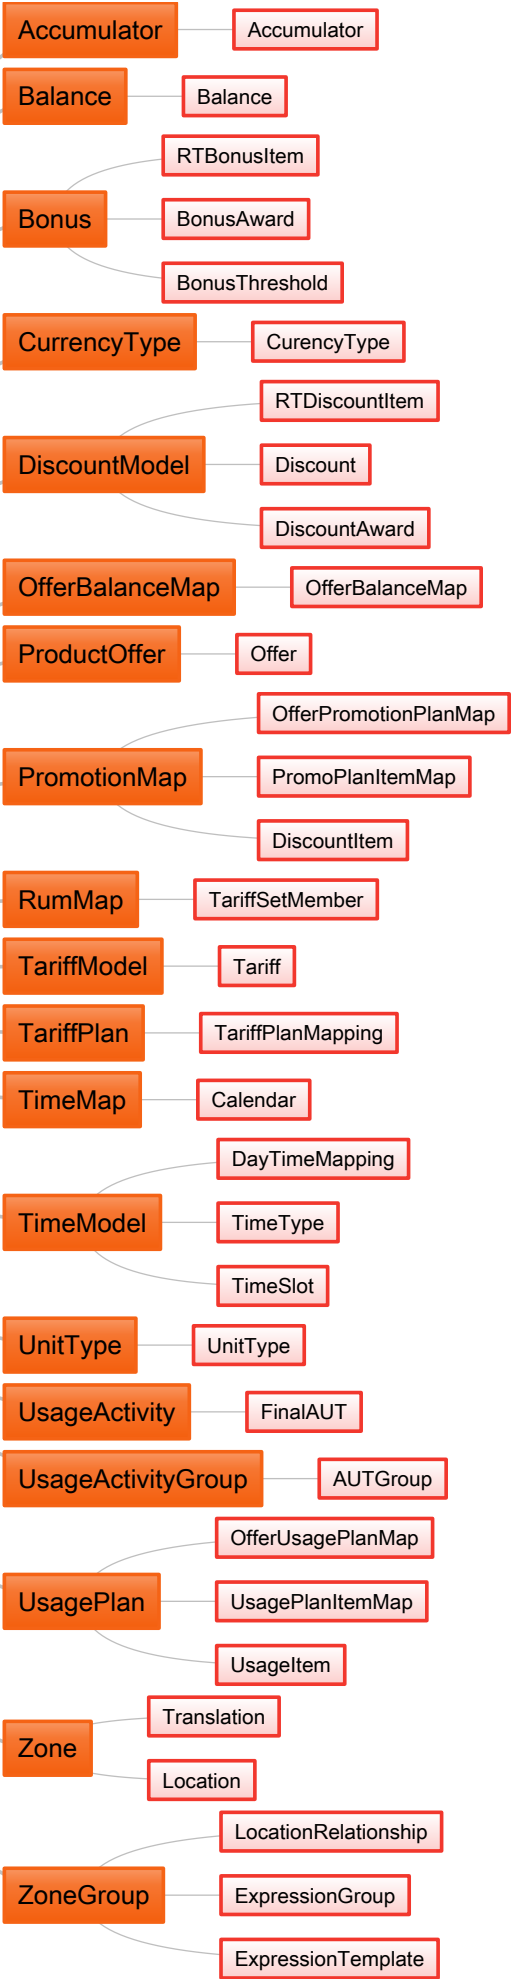 Accumulator
Accumulator
Balance
Balance
Bonus
RTBonusItem
BonusAward
BonusThreshold
CurrencyType
CurencyType
DiscountModel
RTDiscountItem
Discount
DiscountAward
OfferBalanceMap
OfferBalanceMap
ProductOffer
Offer
PromotionMap
OfferPromotionPlanMap
PromoPlanItemMap
DiscountItem
RumMap
TariffSetMember
TariffModel
Tariff
TariffPlan
TariffPlanMapping
TimeMap
Calendar
TimeModel
DayTimeMapping
TimeType
TimeSlot
UnitType
UnitType
UsageActivity
FinalAUT
UsageActivityGroup
AUTGroup
UsagePlan
OfferUsagePlanMap
UsagePlanItemMap
UsageItem
Zone
Translation
Location
ZoneGroup
LocationRelationship
ExpressionGroup
ExpressionTemplate